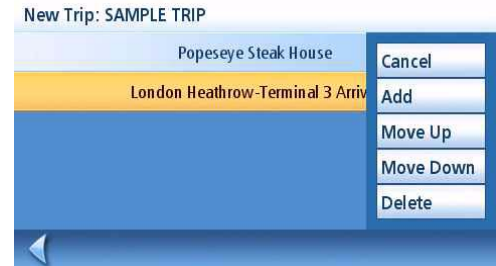 New Trip: SAMPLE TRIP
Popeseye Steak House
London Heathrow-Terminal 3 Arriv
Cancel
Add
Move Up
Move Down
Delete